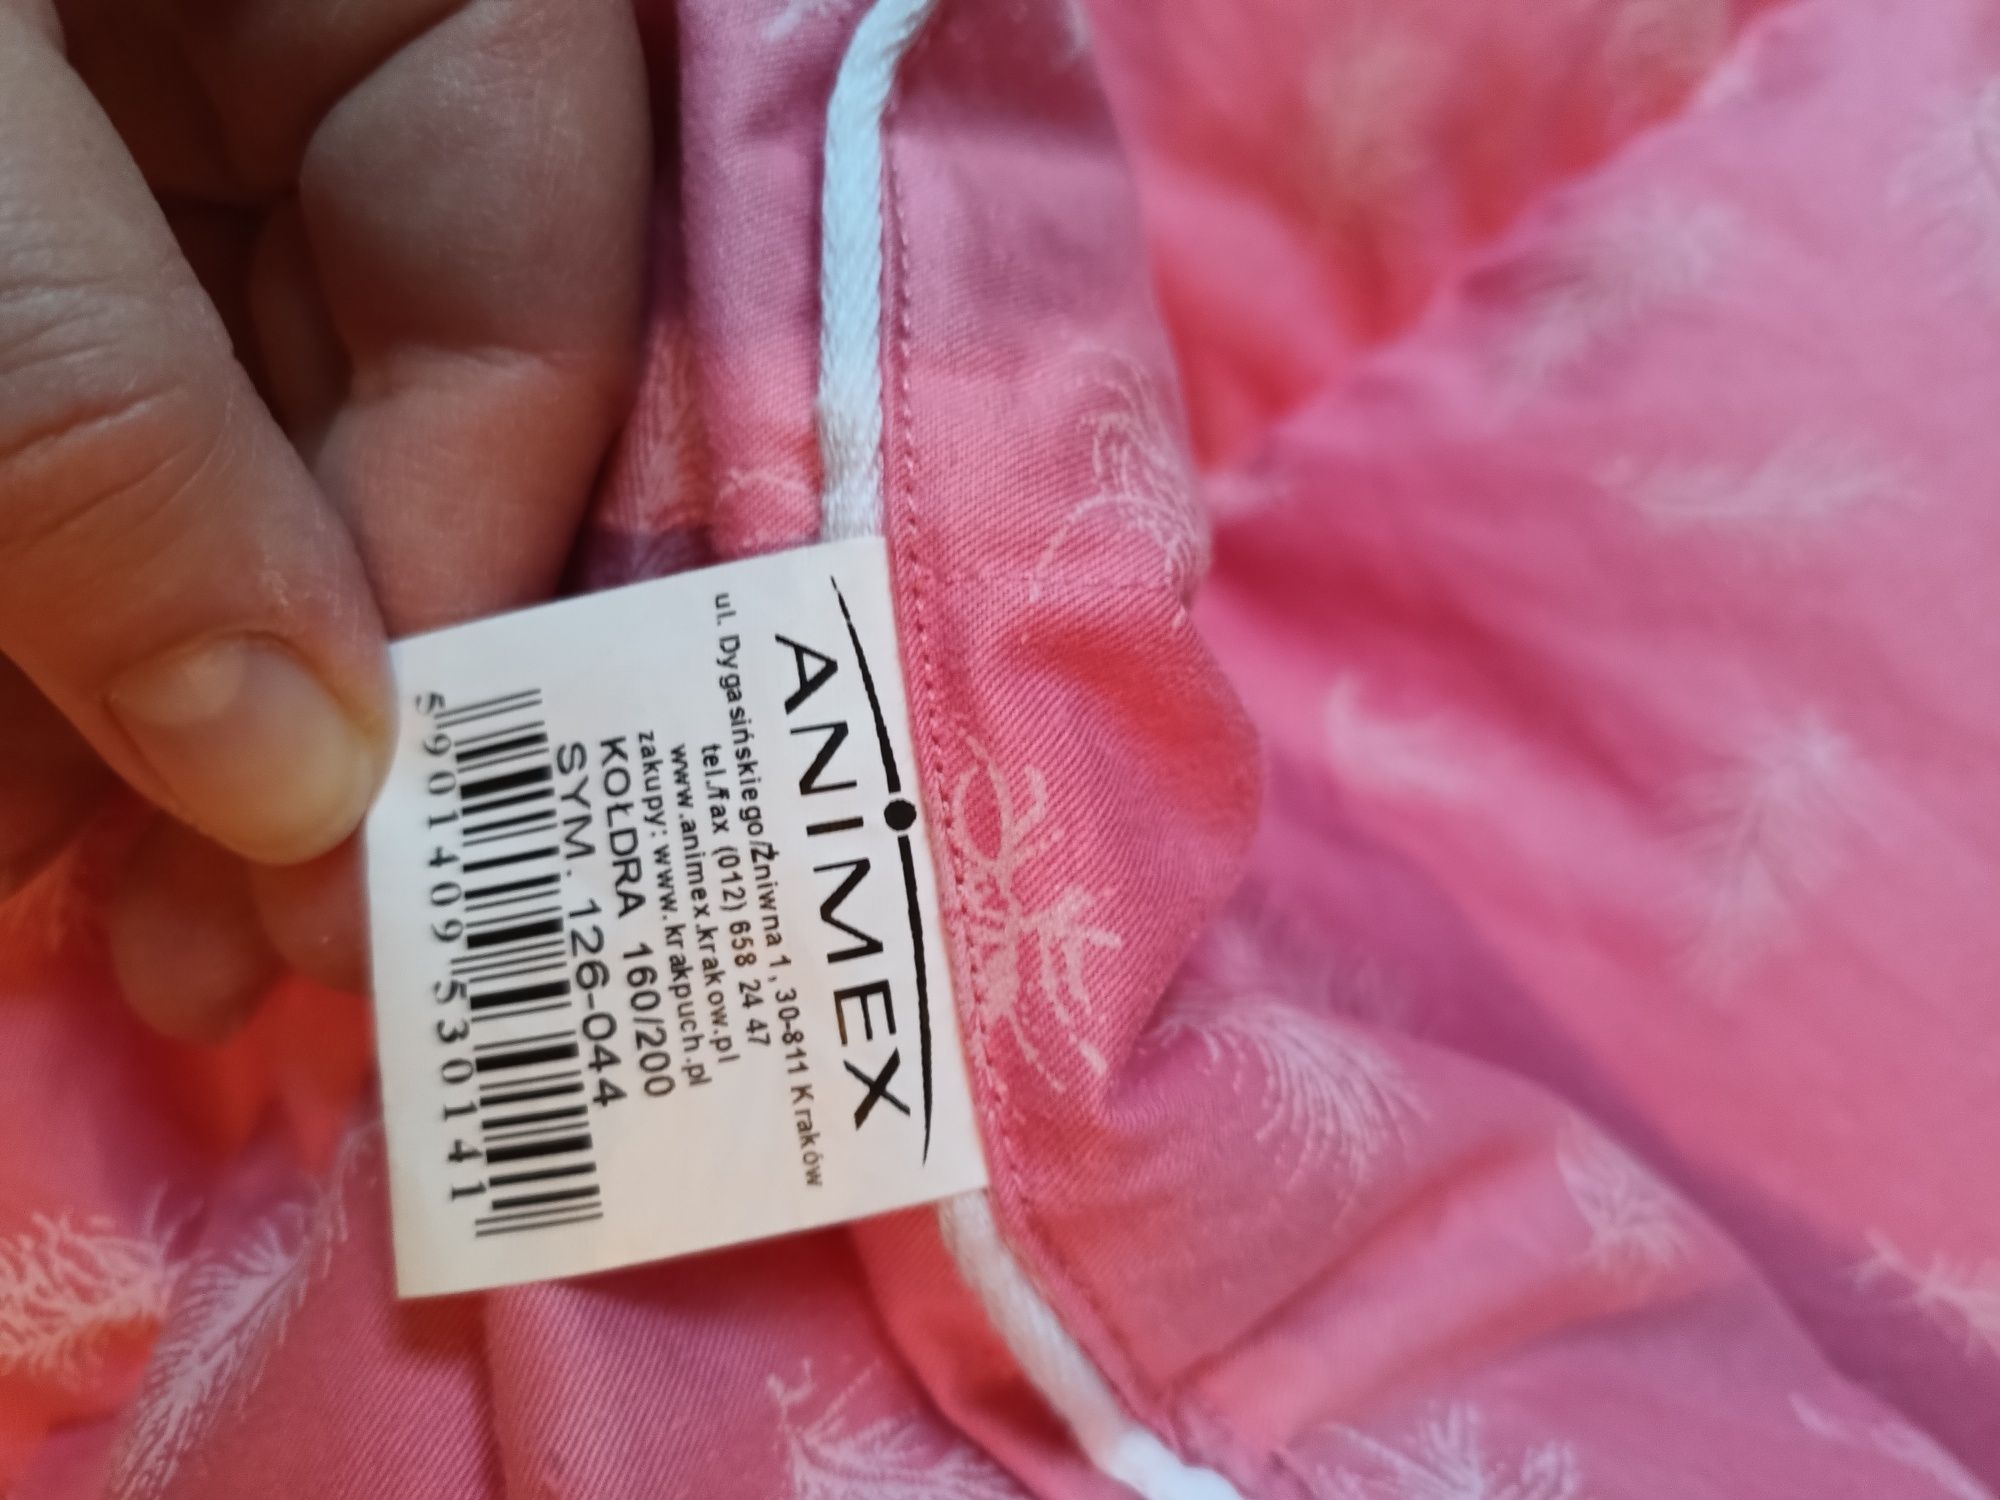 ANIMEX
ul. Dygasińskiego/Żniwna 1, 30-811 Kraków
tel./fax (012) 658 24 47
www.animex.krakow.pl
zakupy: www.krakpuch.pl
KOŁDRA 160/200
SYM. 126-044
5901409530141